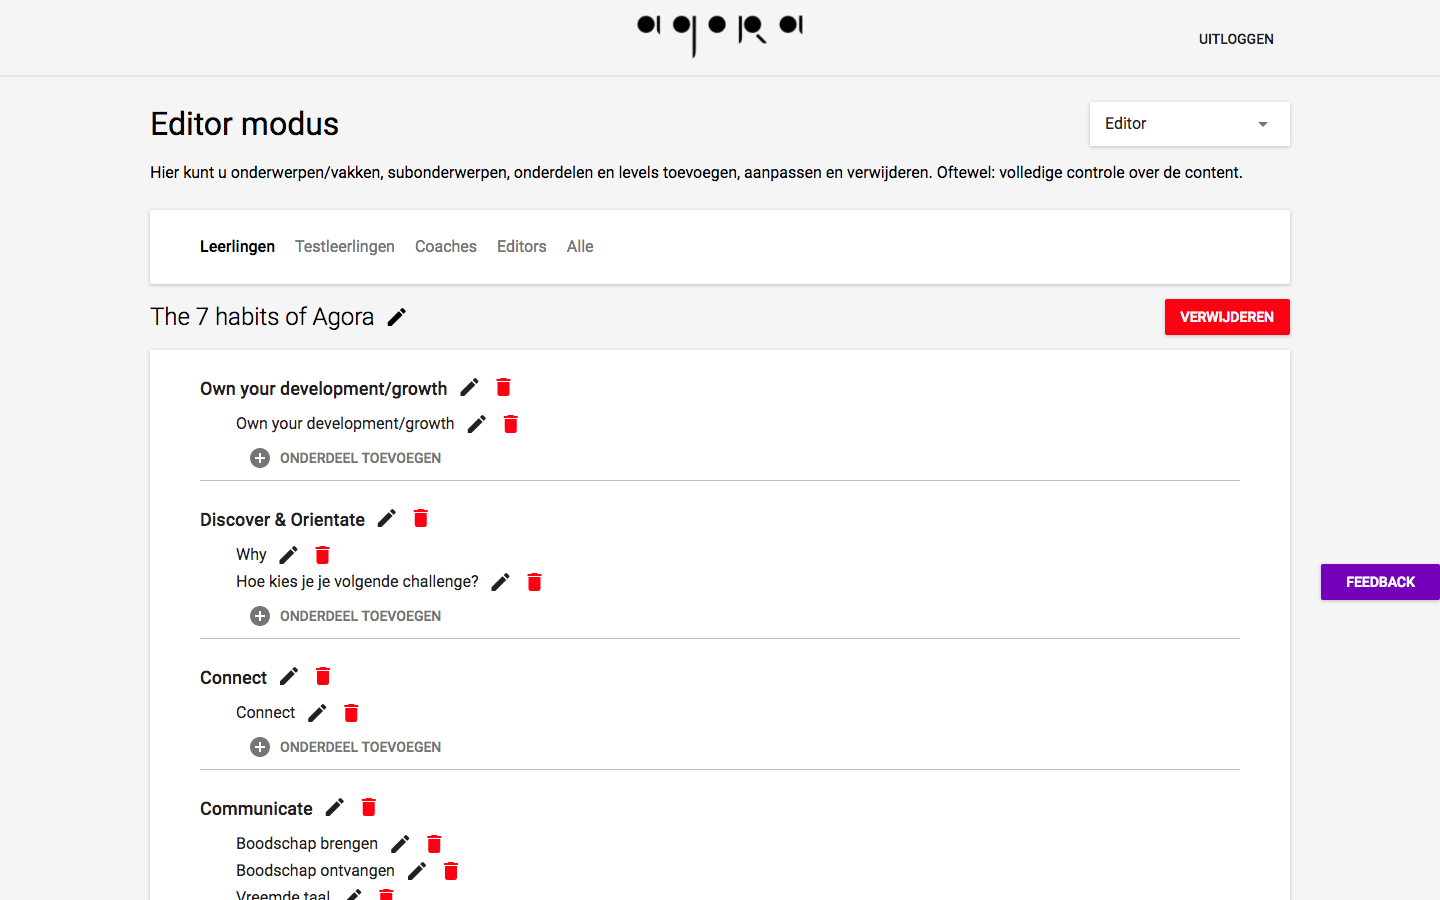 agora
UITLOGGEN
Editor modus
Editor
Hier kunt u onderwerpen/vakken, subonderwerpen, onderdelen en levels toevoegen, aanpassen en verwijderen. Oftewel: volledige controle over de content.
Leerlingen Testleerlingen Coaches Editors Alle
The 7 habits of Agora
VERWIJDEREN
Own your development/growth
Own your development/growth
ONDERDEEL TOEVOEGEN
Discover & Orientate
Why
Hoe kies je je volgende challenge?
FEEDBACK
ONDERDEEL TOEVOEGEN
Connect
Connect
ONDERDEEL TOEVOEGEN
Communicate
Boodschap brengen
Boodschap ontvangen
Vreemde taal